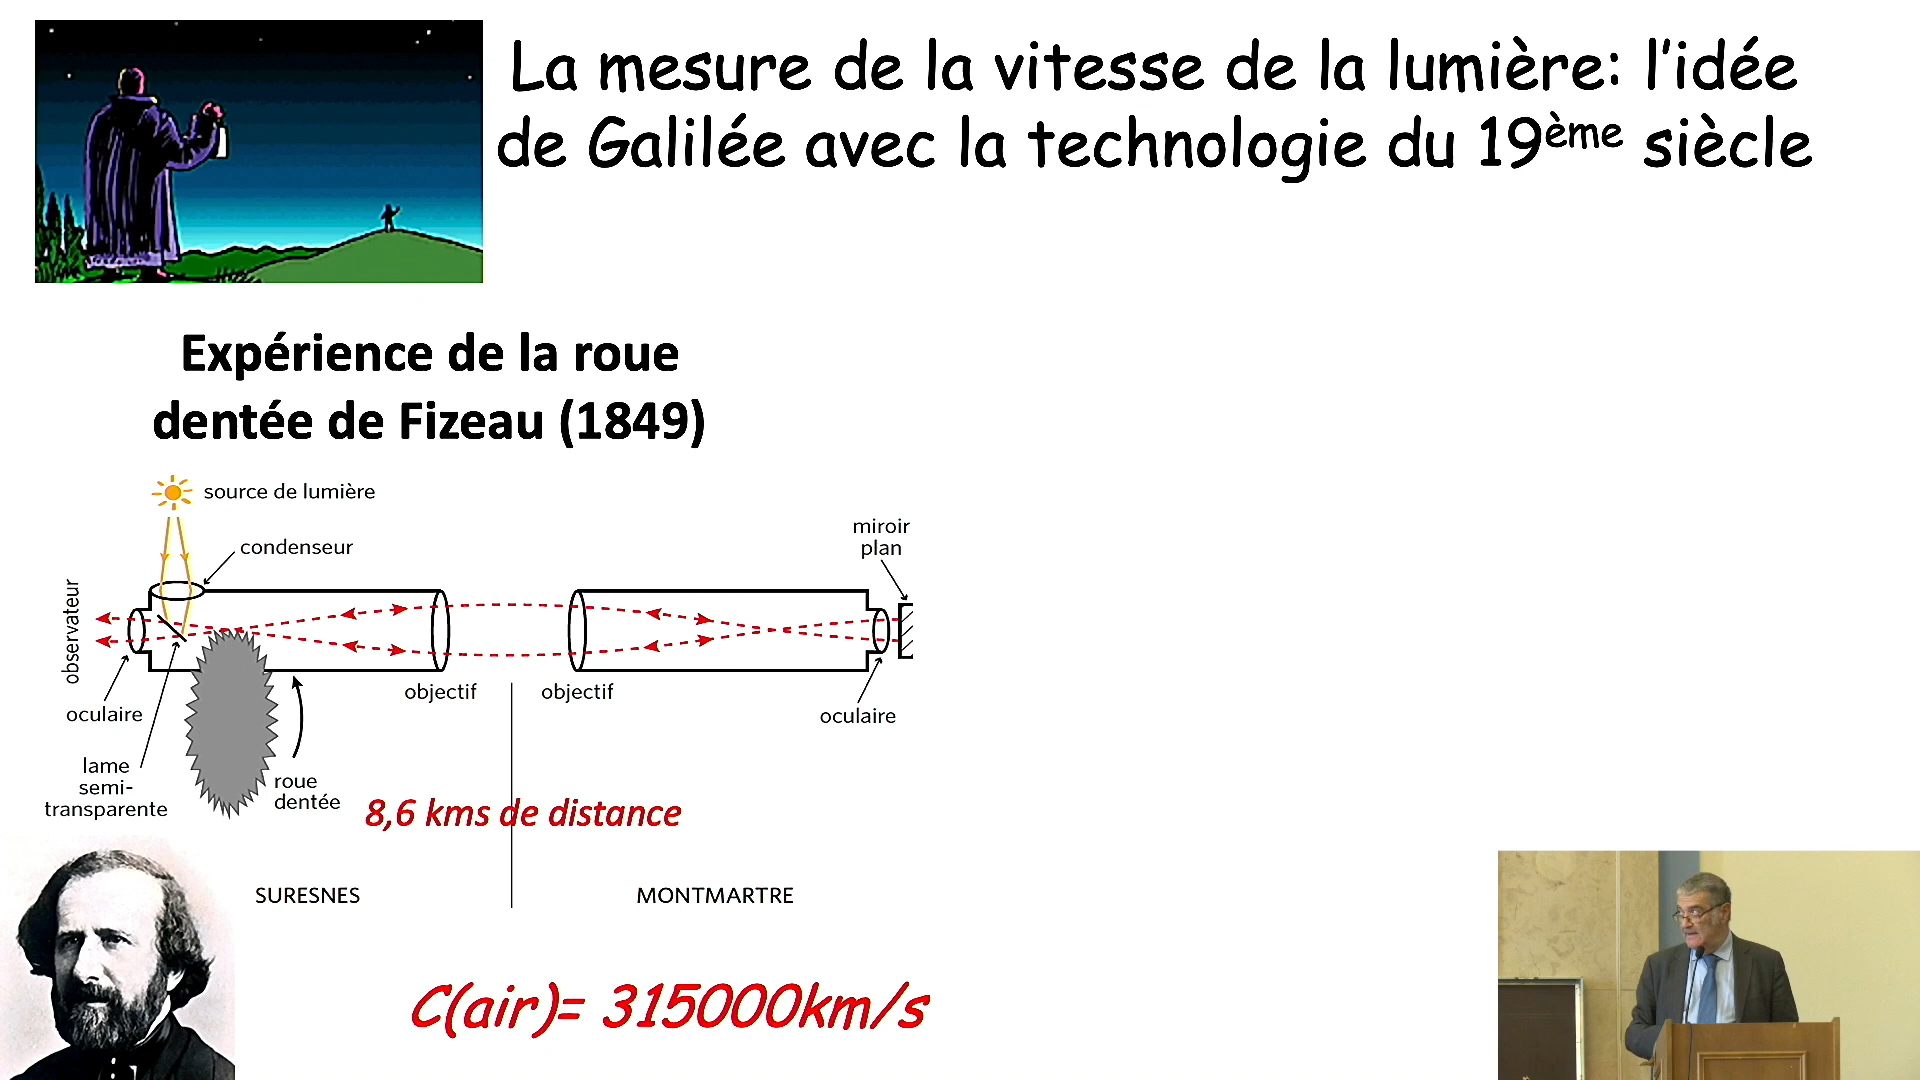 La mesure de la vitesse de la lumière: l'idée
de Galilée avec la technologie du 19ème siècle
Expérience de la roue
dentée de Fizeau (1849)
source de lumière
condenseur
miroir
plan
observateur
objectif
objectif
oculaire
oculaire
lame
semi-
transparente
roue
dentée
8,6 kms de distance
SURESNES
MONTMARTRE
C(air)= 315000km/s